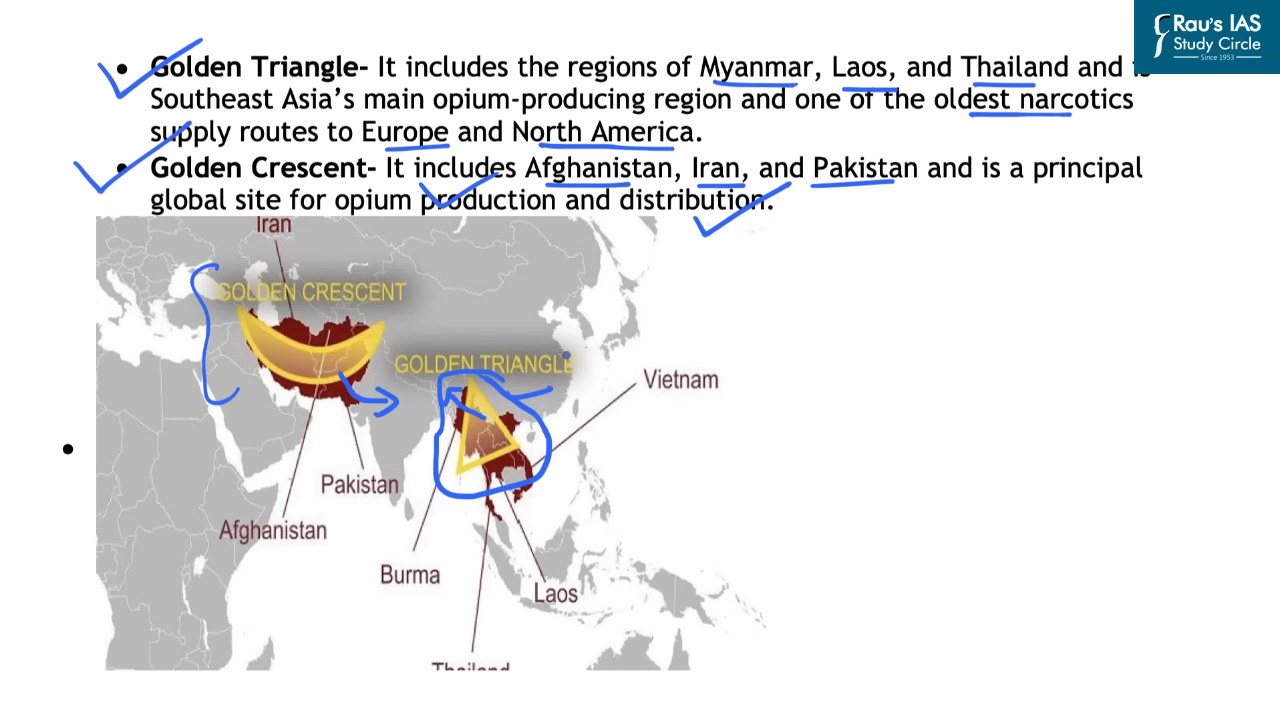 Rau's IAS
Study Circle
Since 1953
• Golden Triangle- It includes the regions of Myanmar, Laos, and Thailand and
Southeast Asia's main opium-producing region and one of the oldest narcotics
supply routes to Europe and North America.
• Golden Crescent- It includes Afghanistan, Iran, and Pakistan and is a principal
global site for opium production and distribution.
Iran
GOLDEN CRESCENT
GOLDEN TRIANGLE
Vietnam
Pakistan
Afghanistan
Burma
Laos
Thailand